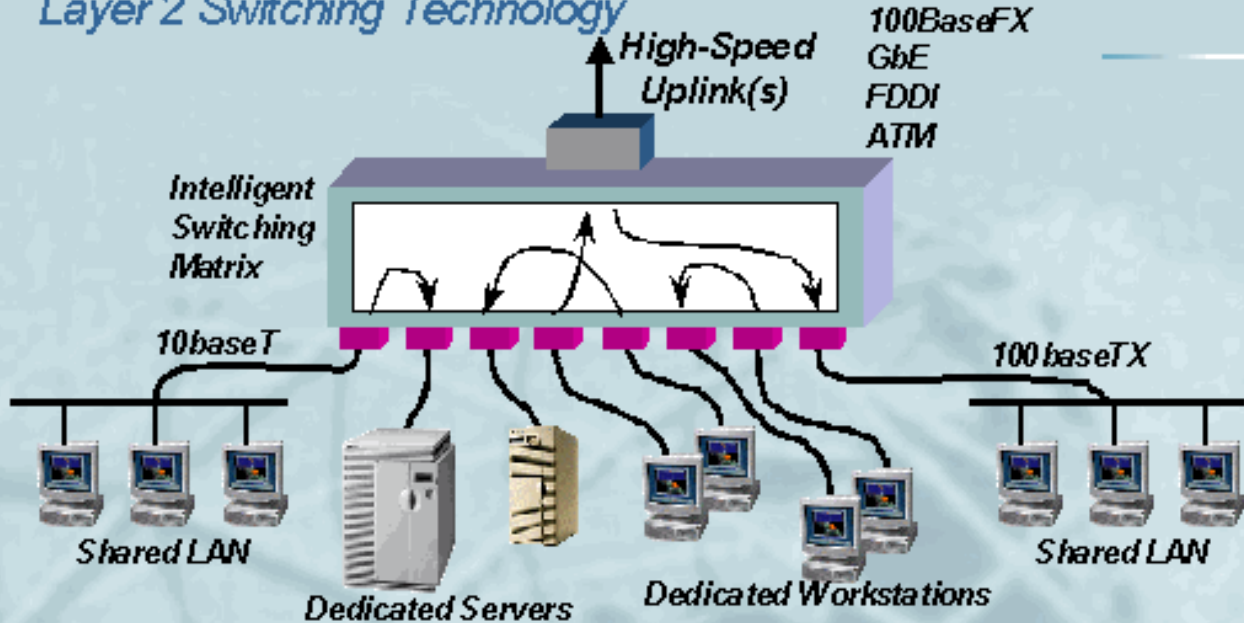 Layer 2 Switching Technology
High-Speed
Uplink(s)
100BaseFX
GbE
FDDI
ATM
Intelligent
Switching
Matrix
10baseT
100baseTX
Shared LAN
Dedicated Servers
Dedicated Workstations
Shared LAN